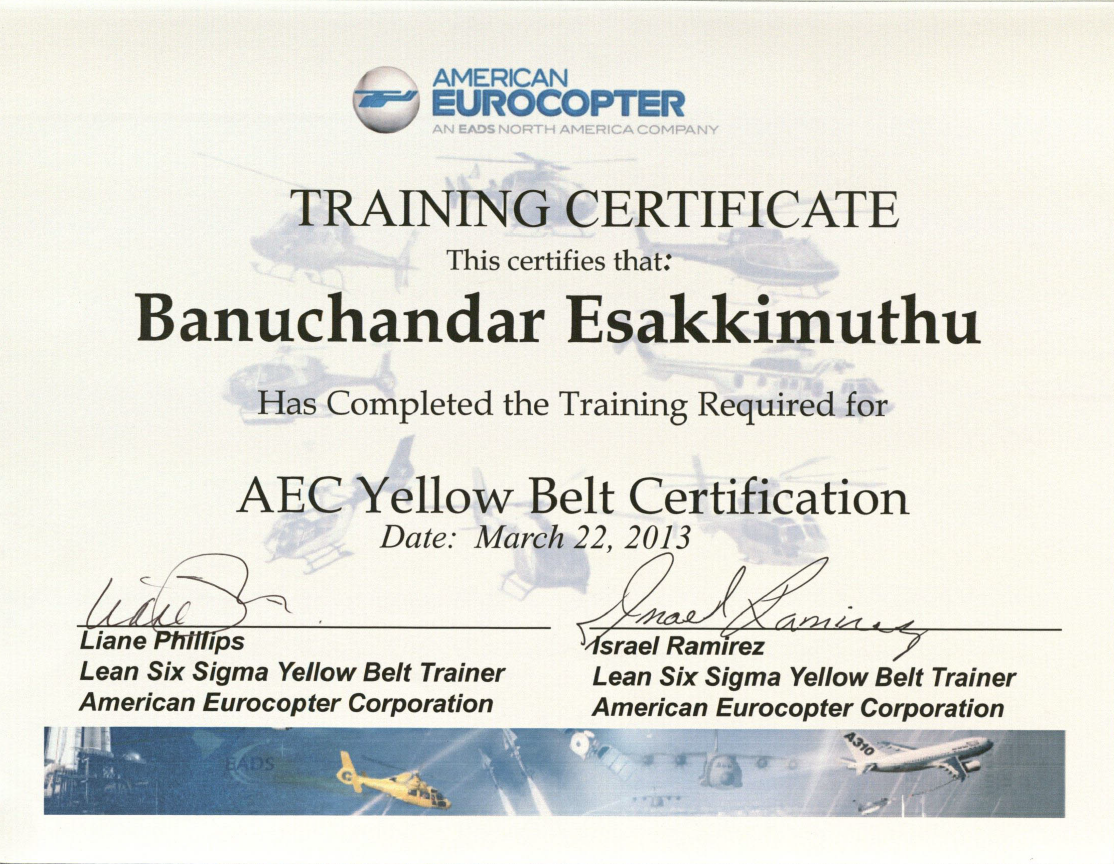 AMERICAN
EUROCOPTER
AN EADS NORTH AMERICA COMPANY
TRAINING CERTIFICATE
This certifies that:
Banuchandar Esakkimuthu
Has Completed the Training Required for
AEC Yellow Belt Certification
Date: March 22, 2013
Israel Ramirez
Liane Phillips
Lean Six Sigma Yellow Belt Trainer
American Eurocopter Corporation
Israel Ramirez
Lean Six Sigma Yellow Belt Trainer
American Eurocopter Corporation
EADS
A310